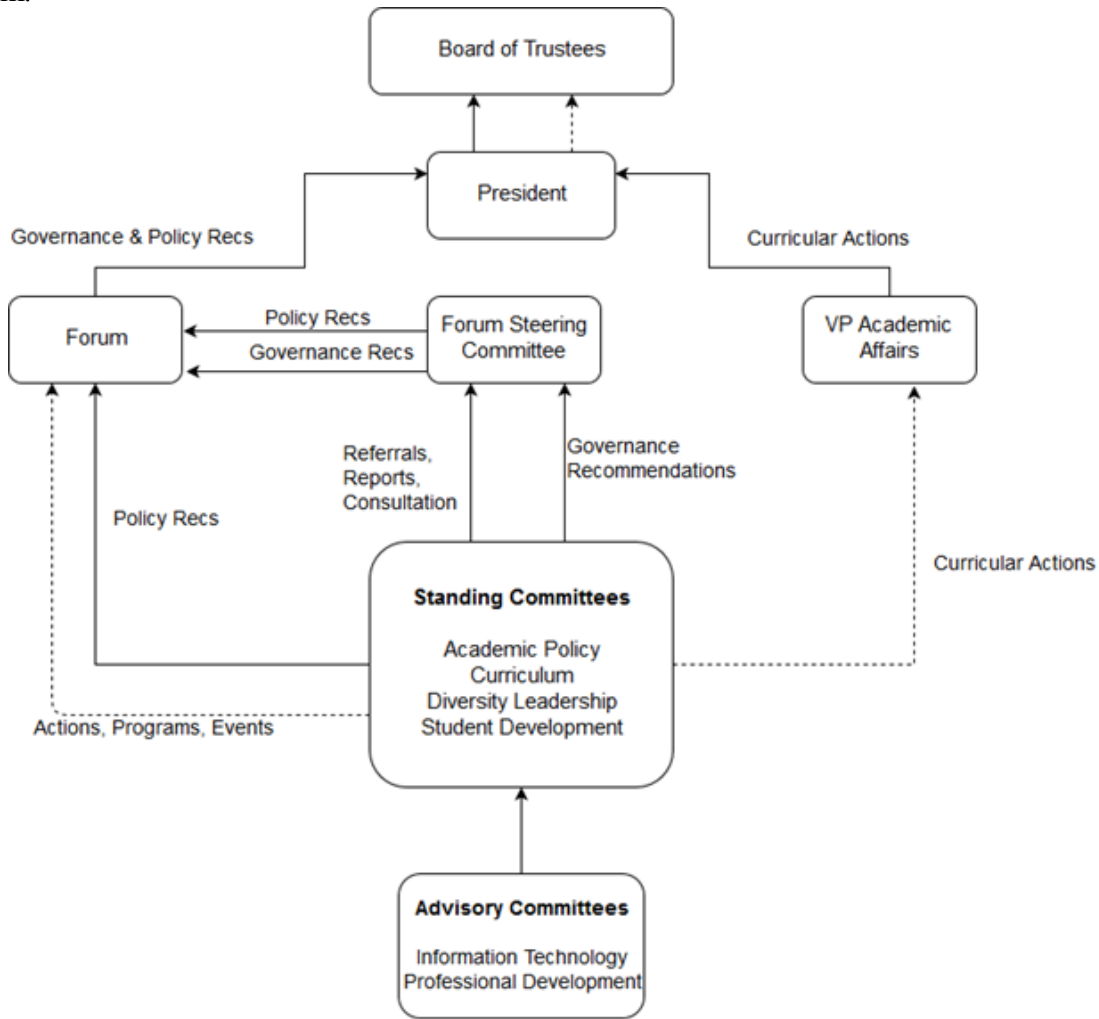 Board of Trustees
President
Governance & Policy Recs
Curricular Actions
Forum
Policy Recs
Governance Recs
Forum Steering
Committee
VP Academic
Affairs
Referrals,
Reports,
Consultation
Governance
Recommendations
Policy Recs
Curricular Actions
Standing Committees
Academic Policy
Curriculum
Diversity Leadership
Student Development
Actions, Programs, Events
Advisory Committees
Information Technology
Professional Development